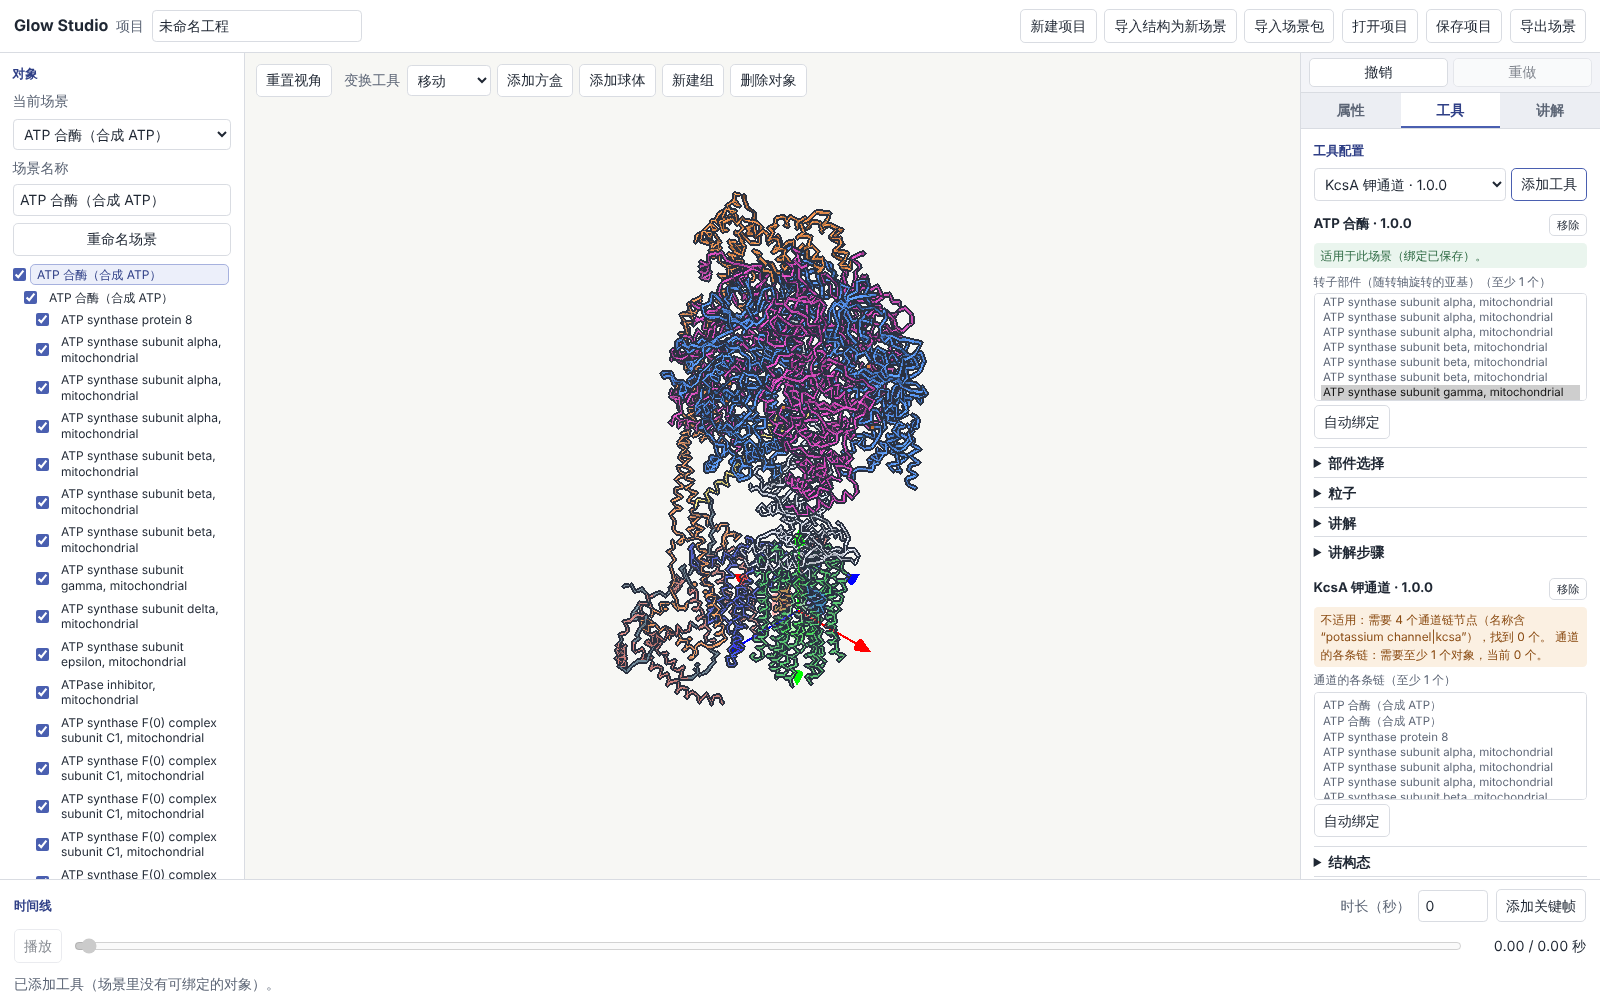 Glow Studio 项目 未命名工程 新建项目 导入结构为新场景 导入场景包 打开项目 保存项目 导出场景
对象
当前场景
ATP 合酶（合成 ATP）
场景名称
ATP 合酶（合成 ATP）
重命名场景
ATP 合酶（合成 ATP）
ATP 合酶（合成 ATP）
ATP synthase protein 8
ATP synthase subunit alpha,
mitochondrial
ATP synthase subunit alpha,
mitochondrial
ATP synthase subunit alpha,
mitochondrial
ATP synthase subunit beta,
mitochondrial
ATP synthase subunit beta,
mitochondrial
ATP synthase subunit beta,
mitochondrial
ATP synthase subunit
gamma, mitochondrial
ATP synthase subunit delta,
mitochondrial
ATP synthase subunit
epsilon, mitochondrial
ATPase inhibitor,
mitochondrial
ATP synthase F(0) complex
subunit C1, mitochondrial
ATP synthase F(0) complex
subunit C1, mitochondrial
ATP synthase F(0) complex
subunit C1, mitochondrial
ATP synthase F(0) complex
subunit C1, mitochondrial
ATP synthase F(0) complex
重置视角 变换工具 移动 添加方盒 添加球体 新建组 删除对象
撤销 重做
属性 工具 讲解
工具配置
KcsA 钾通道 · 1.0.0 添加工具
ATP 合酶 · 1.0.0 移除
适用于此场景（绑定已保存）。
转子部件（随转轴旋转的亚基）（至少 1 个）
ATP synthase subunit alpha, mitochondrial
ATP synthase subunit alpha, mitochondrial
ATP synthase subunit alpha, mitochondrial
ATP synthase subunit beta, mitochondrial
ATP synthase subunit beta, mitochondrial
ATP synthase subunit beta, mitochondrial
ATP synthase subunit gamma, mitochondrial
自动绑定
部件选择
粒子
讲解
讲解步骤
KcsA 钾通道 · 1.0.0 移除
不适用：需要 4 个通道链节点（名称含
“potassium channel|kcsa”），找到 0 个。 通道
的各条链：需要至少 1 个对象，当前 0 个。
通道的各条链（至少 1 个）
ATP 合酶（合成 ATP）
ATP 合酶（合成 ATP）
ATP synthase protein 8
ATP synthase subunit alpha, mitochondrial
ATP synthase subunit alpha, mitochondrial
ATP synthase subunit alpha, mitochondrial
ATP synthase subunit beta, mitochondrial
自动绑定
结构态
时间线 时长（秒） 0 添加关键帧
播放 0.00 / 0.00 秒
已添加工具（场景里没有可绑定的对象）。